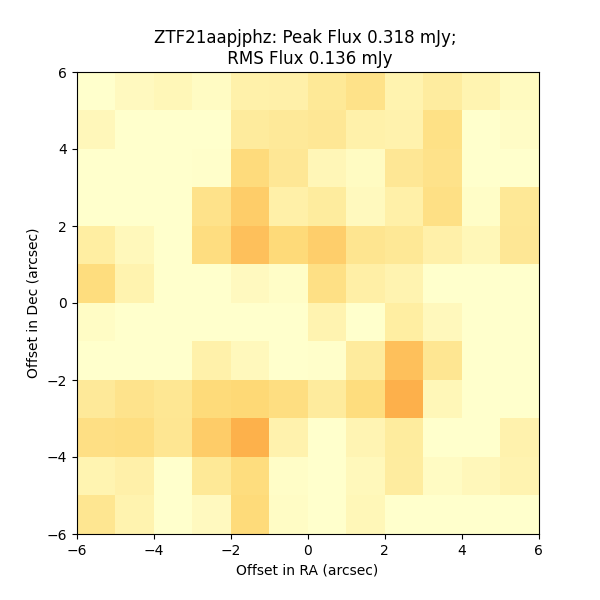 ZTF21aapjphz: Peak Flux 0.318 mJy;
RMS Flux 0.136 mJy
6
4
2
0
−2
−4
−6
Offset in Dec (arcsec)
−6 −4 −2 0 2 4 6
Offset in RA (arcsec)